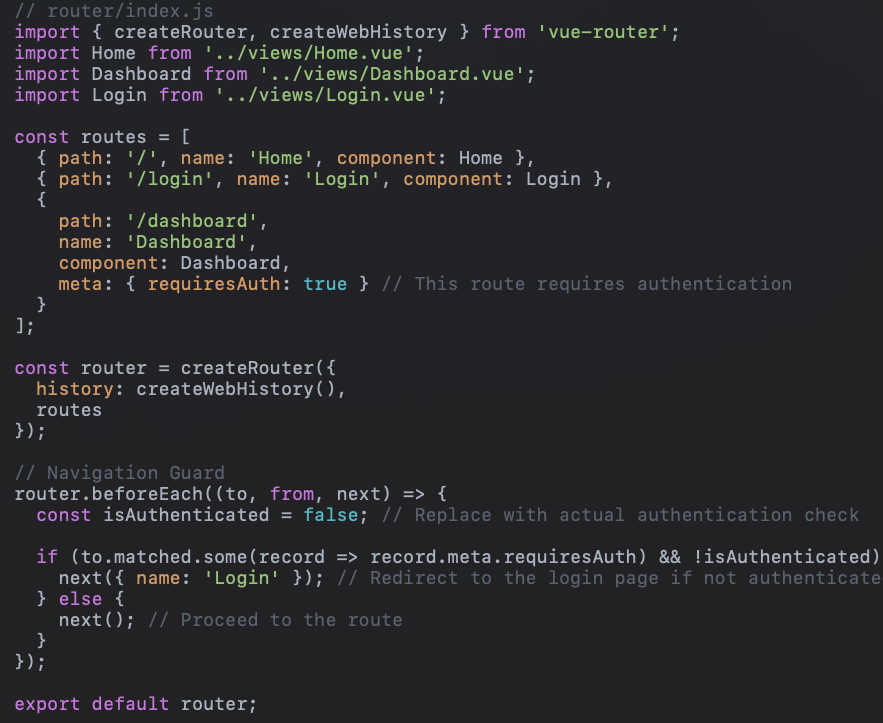 // router/index.js
import { createRouter, createWebHistory } from 'vue-router';
import Home from '../views/Home.vue';
import Dashboard from '../views/Dashboard.vue';
import Login from '../views/Login.vue';

const routes = [
  { path: '/', name: 'Home', component: Home },
  { path: '/login', name: 'Login', component: Login },
  {
    path: '/dashboard',
    name: 'Dashboard',
    component: Dashboard,
    meta: { requiresAuth: true } // This route requires authentication
  }
];

const router = createRouter({
  history: createWebHistory(),
  routes
});

// Navigation Guard
router.beforeEach((to, from, next) => {
  const isAuthenticated = false; // Replace with actual authentication check

  if (to.matched.some(record => record.meta.requiresAuth) && !isAuthenticated)
    next({ name: 'Login' }); // Redirect to the login page if not authenticate
  } else {
    next(); // Proceed to the route
  }
});

export default router;